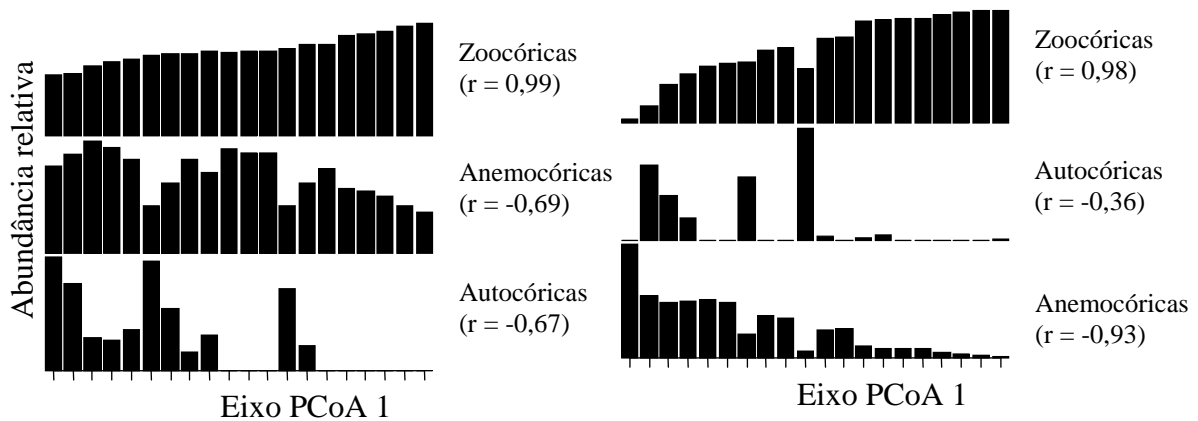 Abundância relativa
Zoocóricas
(r = 0,99)
Anemocóricas
(r = -0,69)
Autocóricas
(r = -0,67)
Eixo PCoA 1
Zoocóricas
(r = 0,98)
Autocóricas
(r = -0,36)
Anemocóricas
(r = -0,93)
Eixo PCoA 1